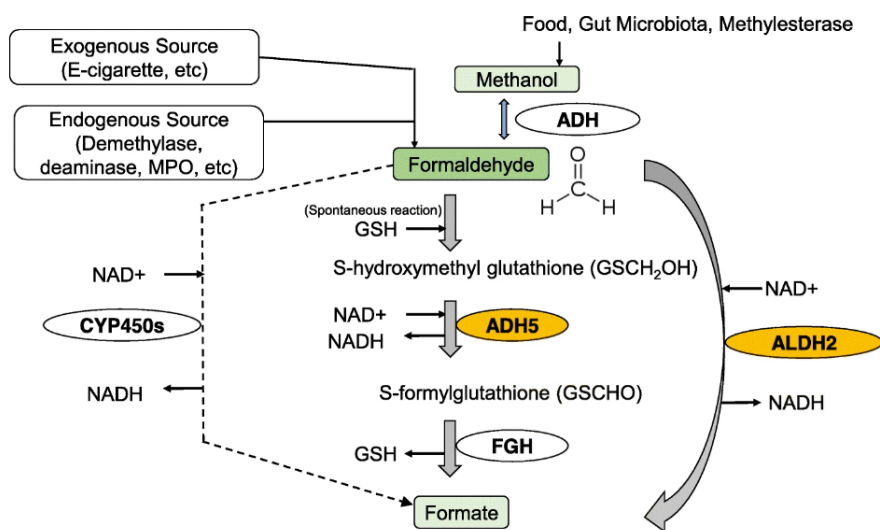 Food, Gut Microbiota, Methylesterase
Exogenous Source
(E-cigarette, etc)
Methanol
ADH
Endogenous Source
(Demethylase,
deaminase, MPO, etc)
Formaldehyde
O
C
H H
(Spontaneous reaction)
GSH
S-hydroxymethyl glutathione (GSCH₂OH)
NAD+
NAD+
NAD+
NADH
ADH5
CYP450s
ALDH2
NADH
S-formylglutathione (GSCHO)
NADH
GSH
FGH
Formate